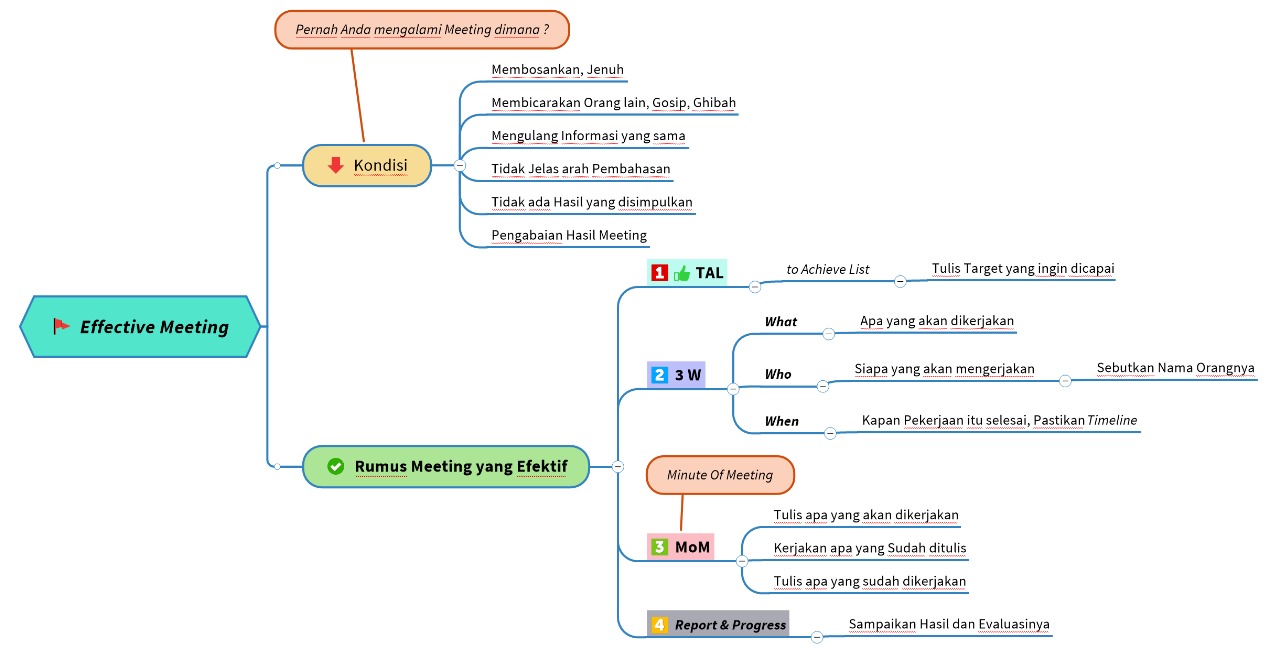 Pernah Anda mengalami Meeting dimana ?
Membosankan, Jenuh
Membicarakan Orang lain, Gosip, Ghibah
Mengulang Informasi yang sama
Kondisi
Tidak Jelas arah Pembahasan
Tidak ada Hasil yang disimpulkan
Pengabaian Hasil Meeting
Effective Meeting
1 TAL
to Achieve List
Tulis Target yang ingin dicapai
2 3 W
What
Apa yang akan dikerjakan
Who
Siapa yang akan mengerjakan
Sebutkan Nama Orangnya
When
Kapan Pekerjaan itu selesai, Pastikan Timeline
Rumus Meeting yang Efektif
Minute Of Meeting
3 MoM
Tulis apa yang akan dikerjakan
Kerjakan apa yang Sudah ditulis
Tulis apa yang sudah dikerjakan
4 Report & Progress
Sampaikan Hasil dan Evaluasinya